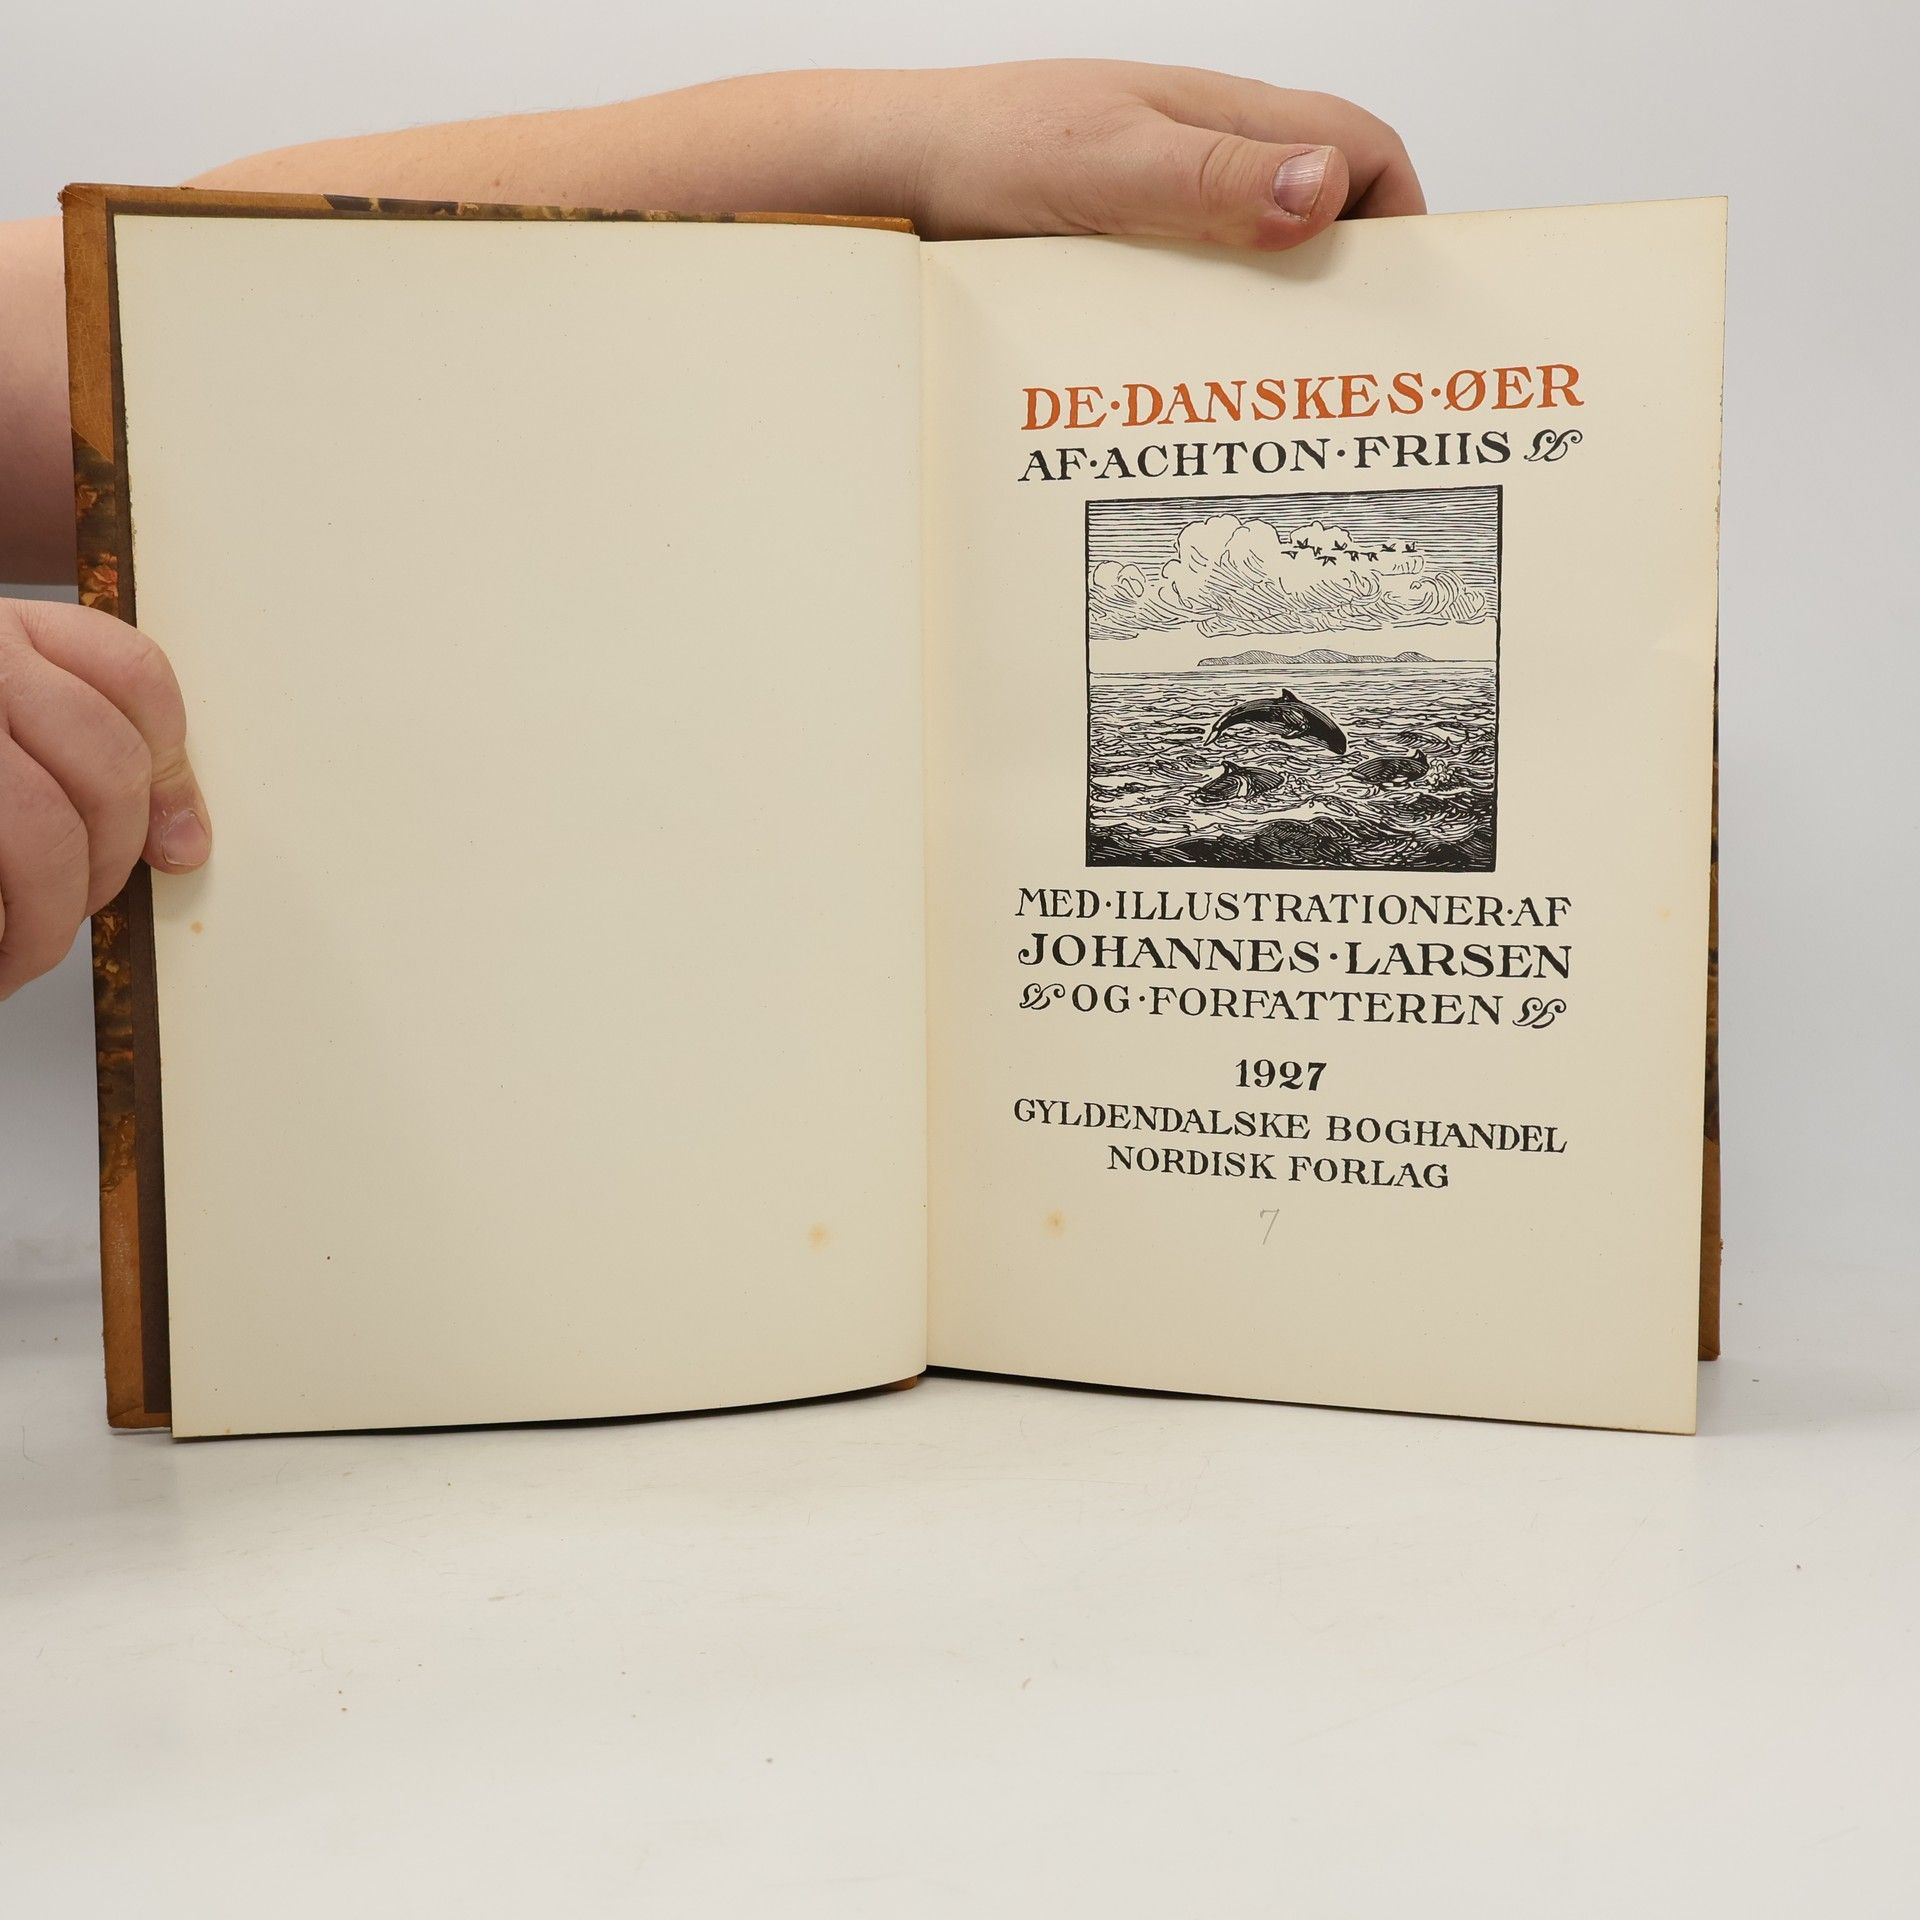 DE·DANSKES·ØER
AF·ACHTON·FRIIS
MED·ILLUSTRATIONER·AF
JOHANNES·LARSEN
OG·FORFATTEREN
1927
GYLDENDALSKE BOGHANDEL
NORDISK FORLAG
7